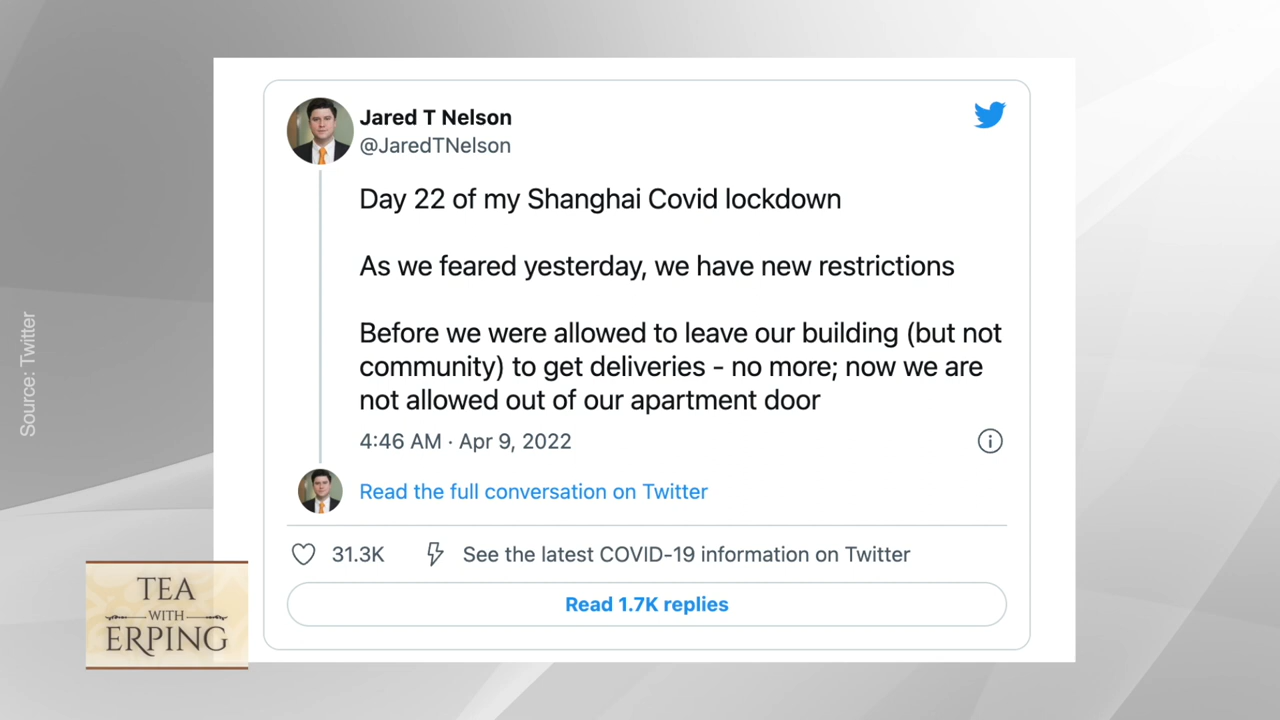 Jared T Nelson
@JaredTNelson
Day 22 of my Shanghai Covid lockdown
As we feared yesterday, we have new restrictions
Before we were allowed to leave our building (but not
community) to get deliveries - no more; now we are
not allowed out of our apartment door
4:46 AM · Apr 9, 2022
Read the full conversation on Twitter
31.3K
See the latest COVID-19 information on Twitter
Read 1.7K replies
Source: Twitter
TEA
WITH
ERPING